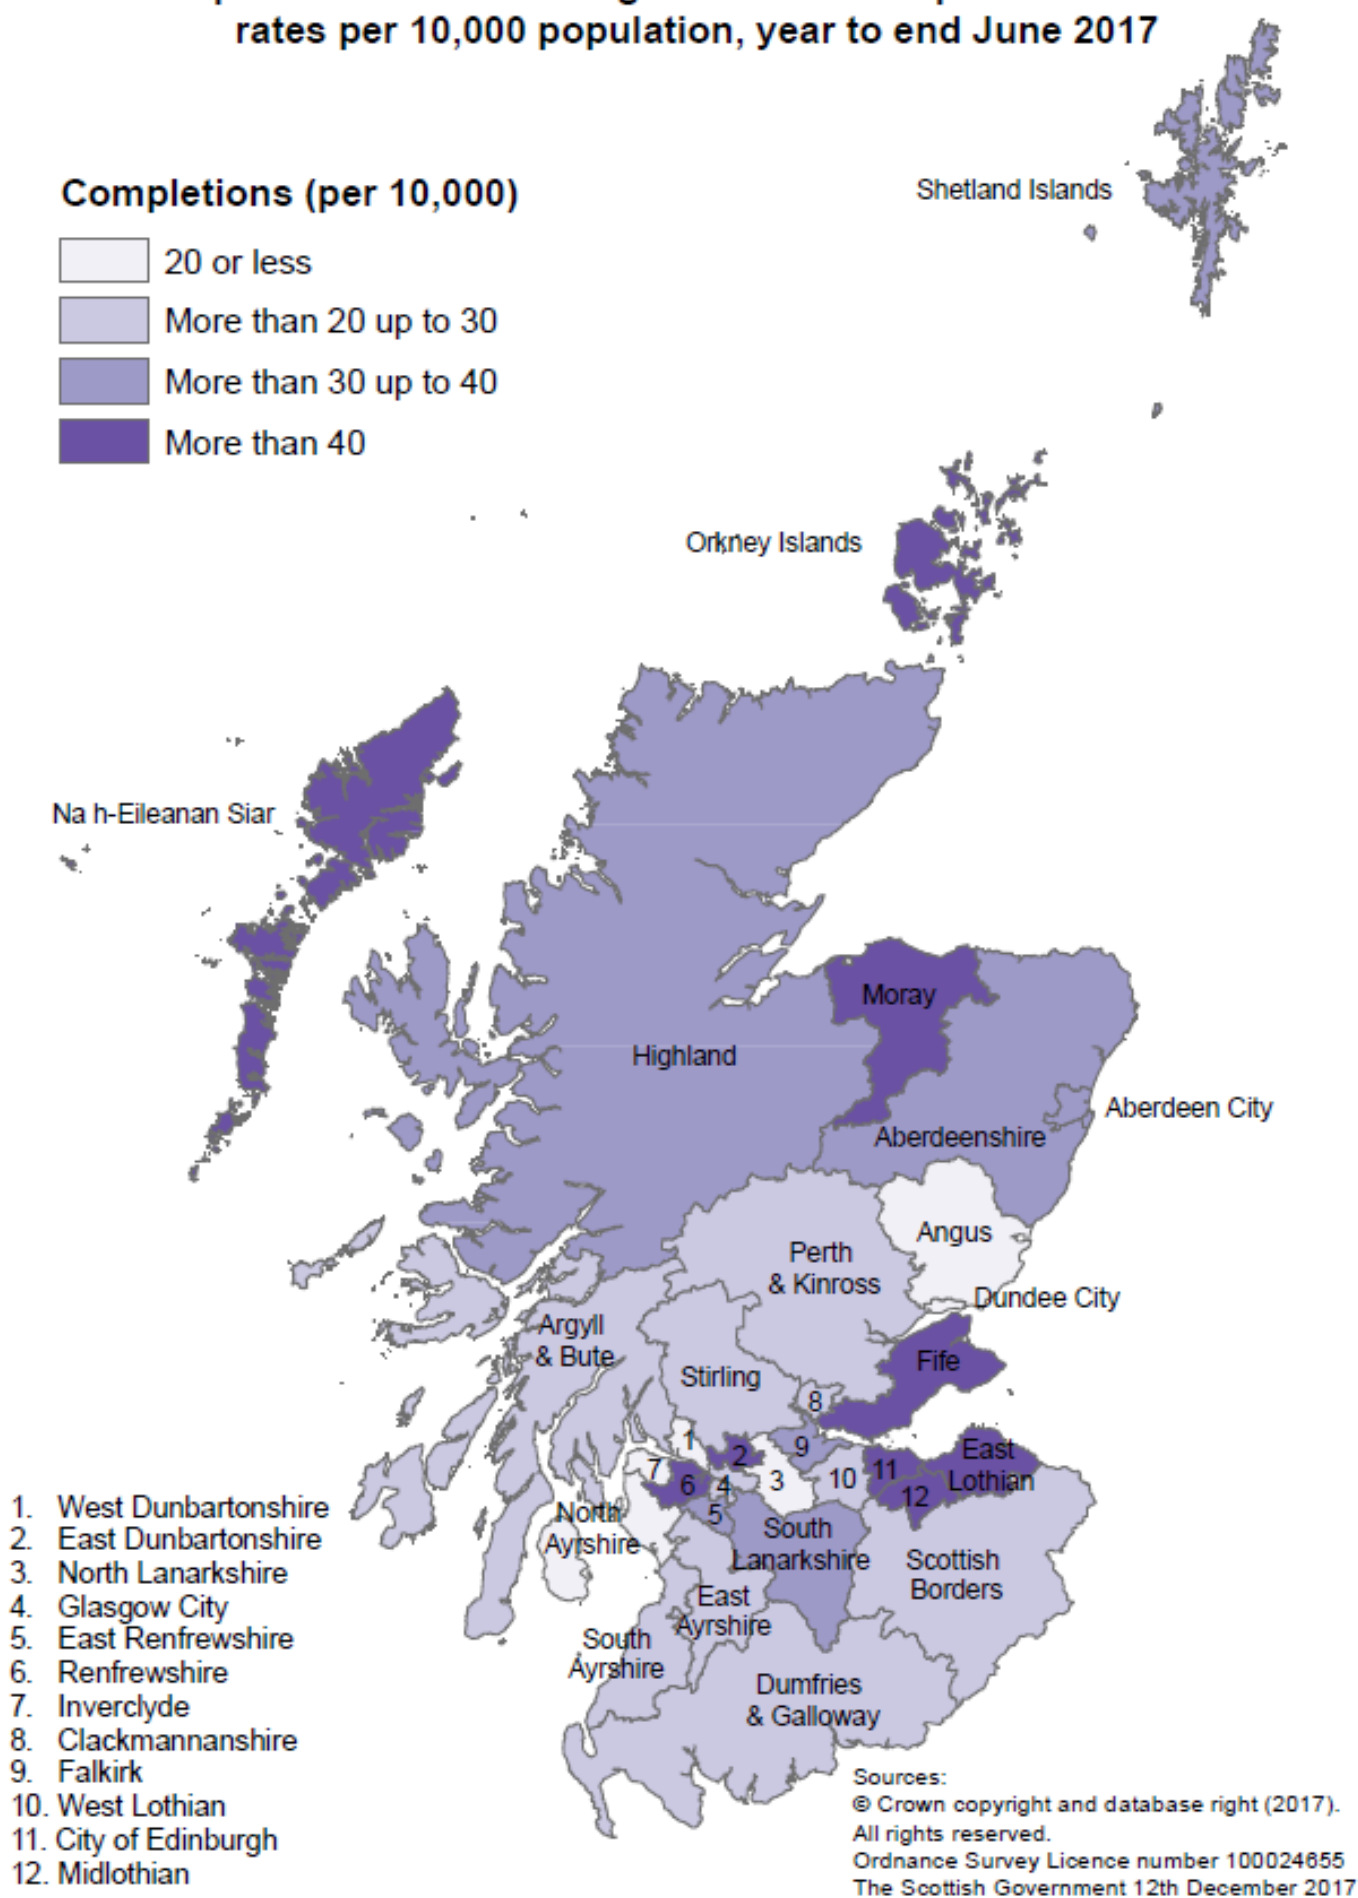 rates per 10,000 population, year to end June 2017
Completions (per 10,000)
20 or less
More than 20 up to 30
More than 30 up to 40
More than 40
Shetland Islands
Orkney Islands
Na h-Eileanan Siar
Moray
Highland
Aberdeen City
Aberdeenshire
Angus
Perth
& Kinross
Dundee City
Argyll
& Bute
Fife
Stirling
8
1
2
9
East
Lothian
7
6
4
3
10
11
12
5
North
Ayrshire
South
Lanarkshire
Scottish
Borders
East
Ayrshire
South
Ayrshire
Dumfries
& Galloway
1. West Dunbartonshire
2. East Dunbartonshire
3. North Lanarkshire
4. Glasgow City
5. East Renfrewshire
6. Renfrewshire
7. Inverclyde
8. Clackmannanshire
9. Falkirk
10. West Lothian
11. City of Edinburgh
12. Midlothian
Sources:
© Crown copyright and database right (2017).
All rights reserved.
Ordnance Survey Licence number 100024655
The Scottish Government 12th December 2017